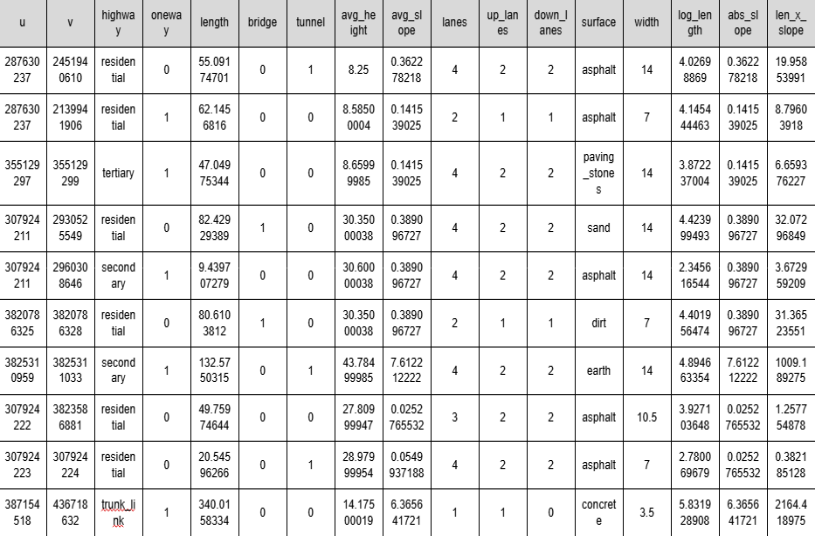 u v highway oneway length bridge tunnel avg_height avg_slope lanes up_lanes down_lanes surface width log_length abs_slope len_x_slope
287630237 2451940610 residential 0 55.09174701 0 1 8.25 0.362278218 4 2 2 asphalt 14 4.02698869 0.362278218 19.95853991
287630237 2139941906 residential 1 62.1456816 0 0 8.58500004 0.141539025 2 1 1 asphalt 7 4.145444463 0.141539025 8.79603918
355129297 355129299 tertiary 1 47.04975344 0 0 8.65999985 0.141539025 4 2 2 paving_stones 14 3.872237004 0.141539025 6.659376227
307924211 2930525549 residential 0 82.42929389 1 0 30.35000038 0.389096727 4 2 2 sand 14 4.423999493 0.389096727 32.07296849
307924211 2960308646 secondary 1 9.439707279 0 0 30.60000038 0.389096727 4 2 2 asphalt 14 2.345616544 0.389096727 3.672959209
3820786325 3820786328 residential 0 80.6103812 1 0 30.35000038 0.389096727 2 1 1 dirt 7 4.401956474 0.389096727 31.36523551
3825310959 3825311033 secondary 1 132.5750315 0 1 43.78499985 7.612212222 4 2 2 earth 14 4.894663354 7.612212222 1009.189275
307924222 3823586881 residential 0 49.75974644 0 0 27.80999947 0.0252765532 3 2 2 asphalt 10.5 3.927103648 0.0252765532 1.257754878
307924223 307924224 residential 0 20.54596266 0 1 28.97999954 0.0549937188 4 2 2 asphalt 7 2.780069679 0.0252765532 0.382185128
387154518 436718632 trunk_link 1 340.0158334 0 0 14.17500019 6.365641721 1 1 0 concrete 3.5 5.831928908 6.365641721 2164.418975